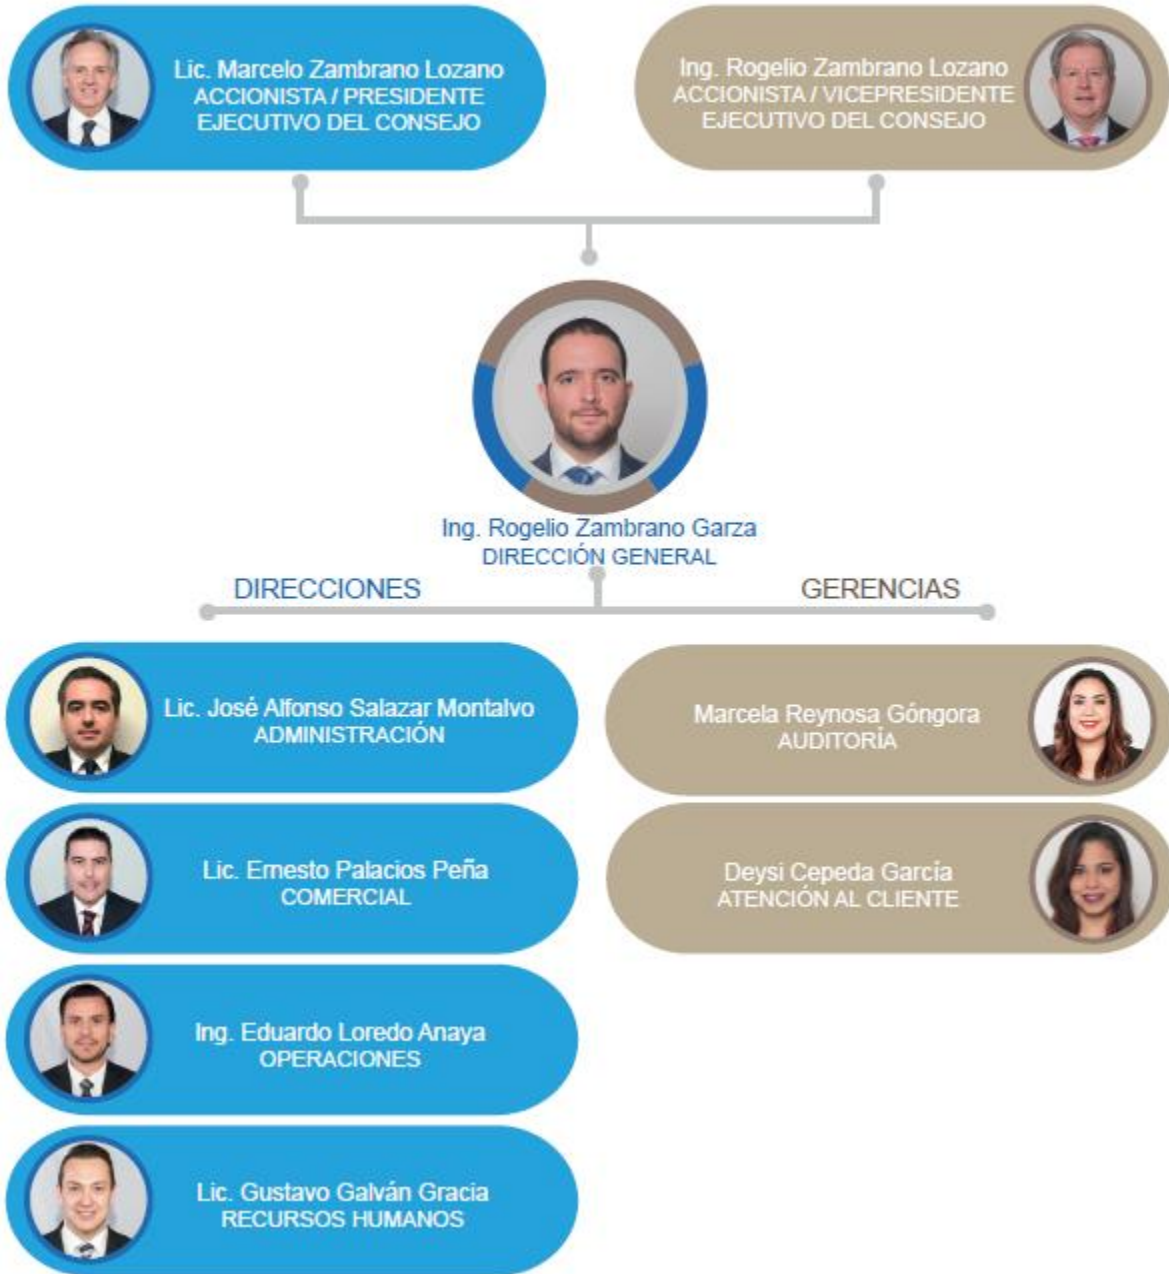 Lic. Marcelo Zambrano Lozano
ACCIONISTA / PRESIDENTE
EJECUTIVO DEL CONSEJO
Ing. Rogelio Zambrano Lozano
ACCIONISTA / VICEPRESIDENTE
EJECUTIVO DEL CONSEJO
Ing. Rogelio Zambrano Garza
DIRECCIÓN GENERAL
DIRECCIONES
GERENCIAS
Lic. José Alfonso Salazar Montalvo
ADMINISTRACIÓN
Marcela Reynosa Góngora
AUDITORÍA
Lic. Ernesto Palacios Peña
COMERCIAL
Deysi Cepeda García
ATENCIÓN AL CLIENTE
Ing. Eduardo Loredo Anaya
OPERACIONES
Lic. Gustavo Galván Gracia
RECURSOS HUMANOS